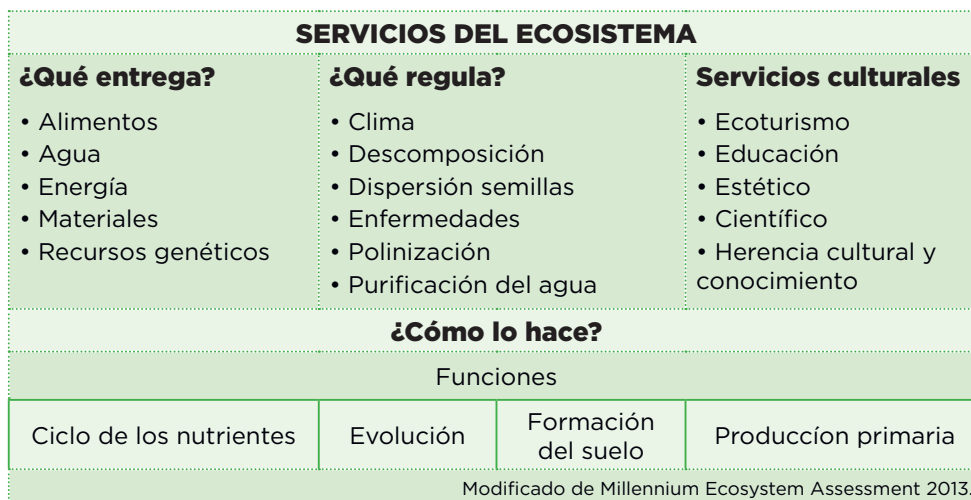 SERVICIOS DEL ECOSISTEMA
¿Qué entrega?
• Alimentos
• Agua
• Energía
• Materiales
• Recursos genéticos
¿Qué regula?
• Clima
• Descomposición
• Dispersión semillas
• Enfermedades
• Polinización
• Purificación del agua
Servicios culturales
• Ecoturismo
• Educación
• Estético
• Científico
• Herencia cultural y
conocimiento
¿Cómo lo hace?
Funciones
Ciclo de los nutrientes
Evolución
Formación
del suelo
Produccíon primaria
Modificado de Millennium Ecosystem Assessment 2013.